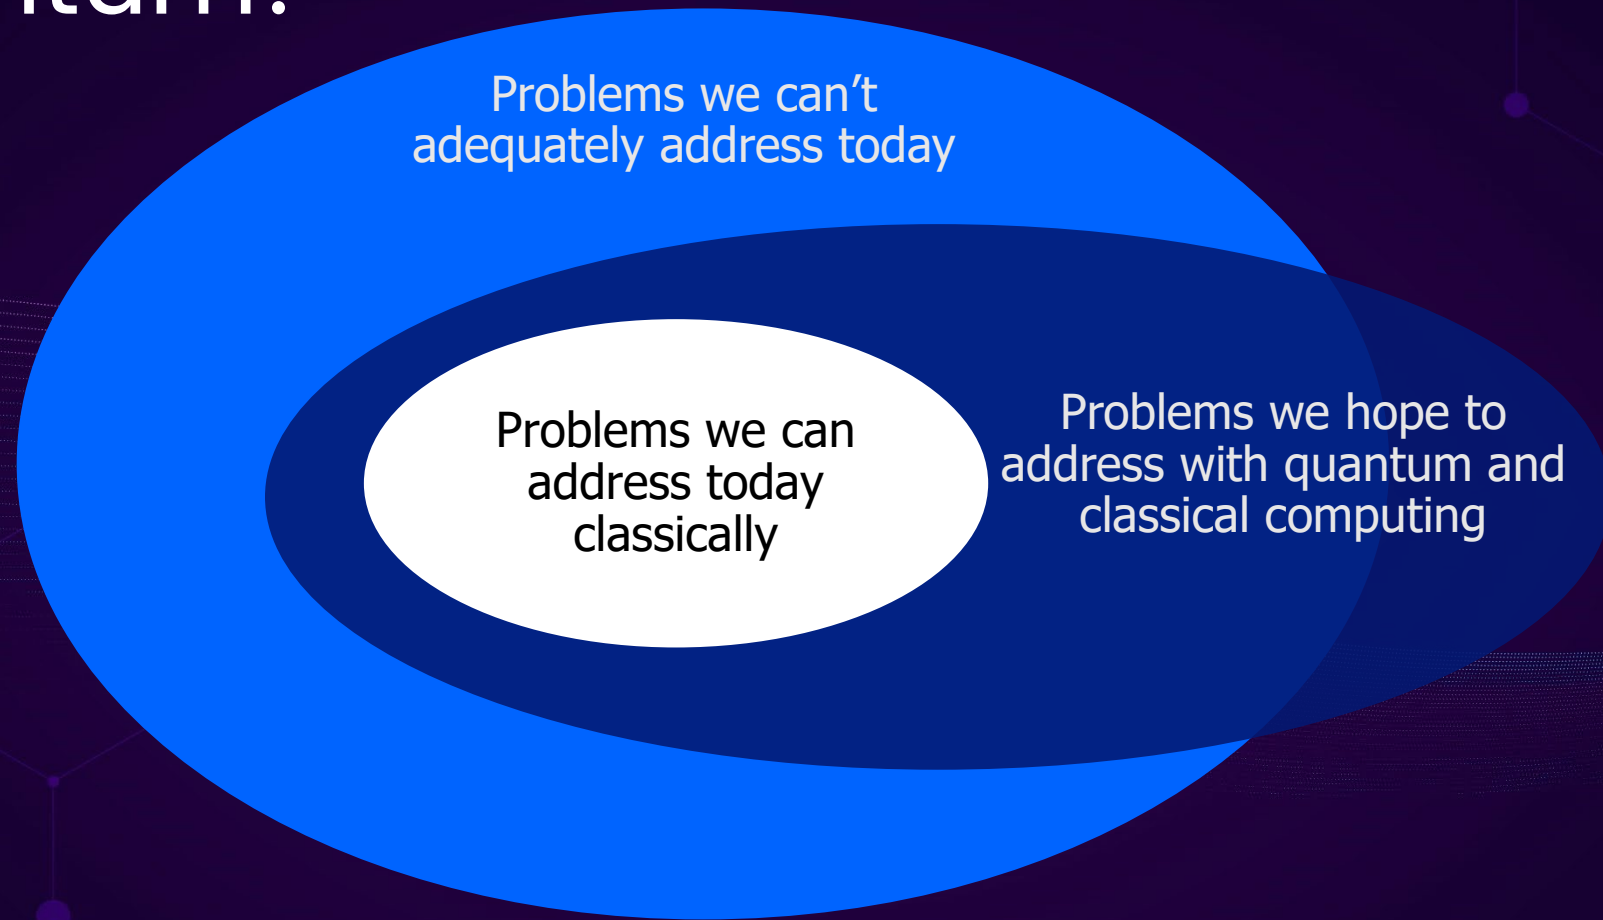 Problems we can’t
adequately address today
Problems we can
address today
classically
Problems we hope to
address with quantum and
classical computing